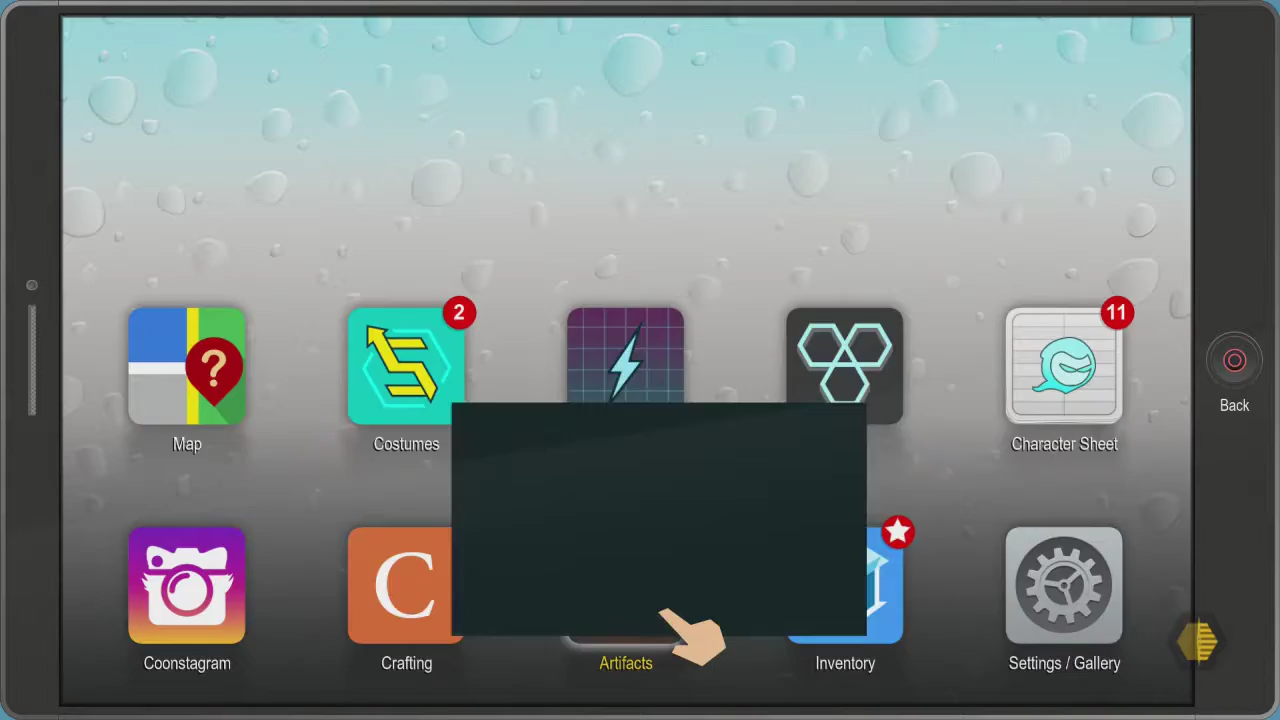 2
11
Map
Costumes
Character Sheet
Back
C
Coonstagram
Crafting
Artifacts
Inventory
Settings / Gallery